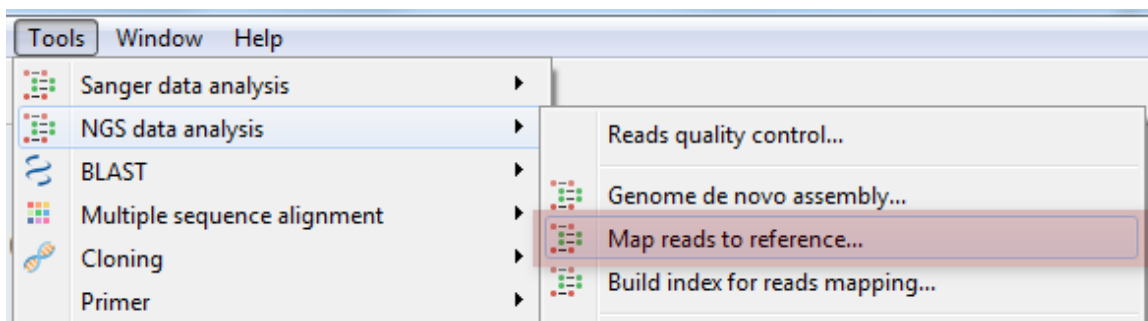 Tools Window Help
Sanger data analysis
NGS data analysis
BLAST
Multiple sequence alignment
Cloning
Primer
Reads quality control...
Genome de novo assembly...
Map reads to reference...
Build index for reads mapping...